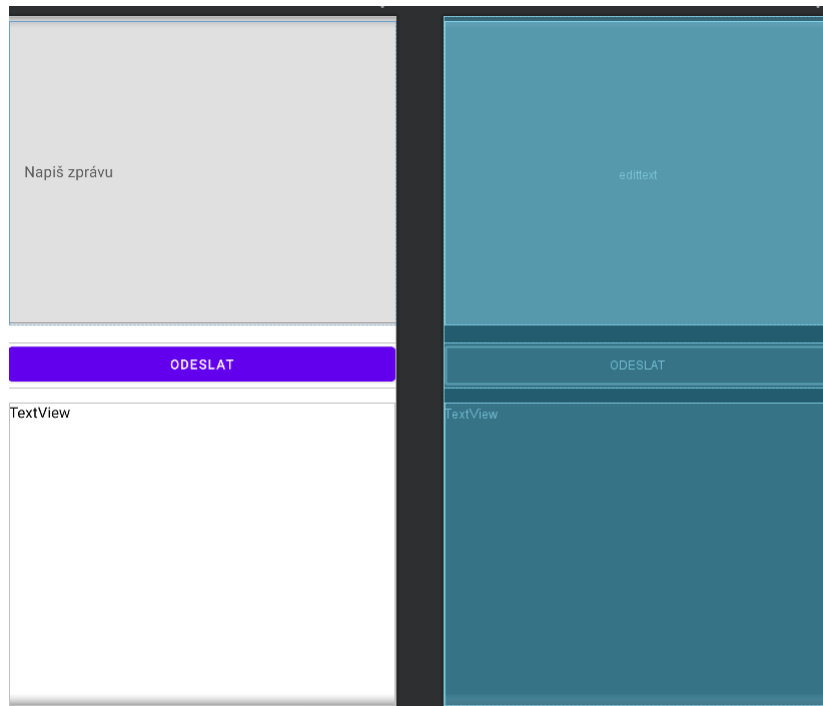 Napiš zprávu
ODESLAT
TextView
edittext
ODESLAT
TextView